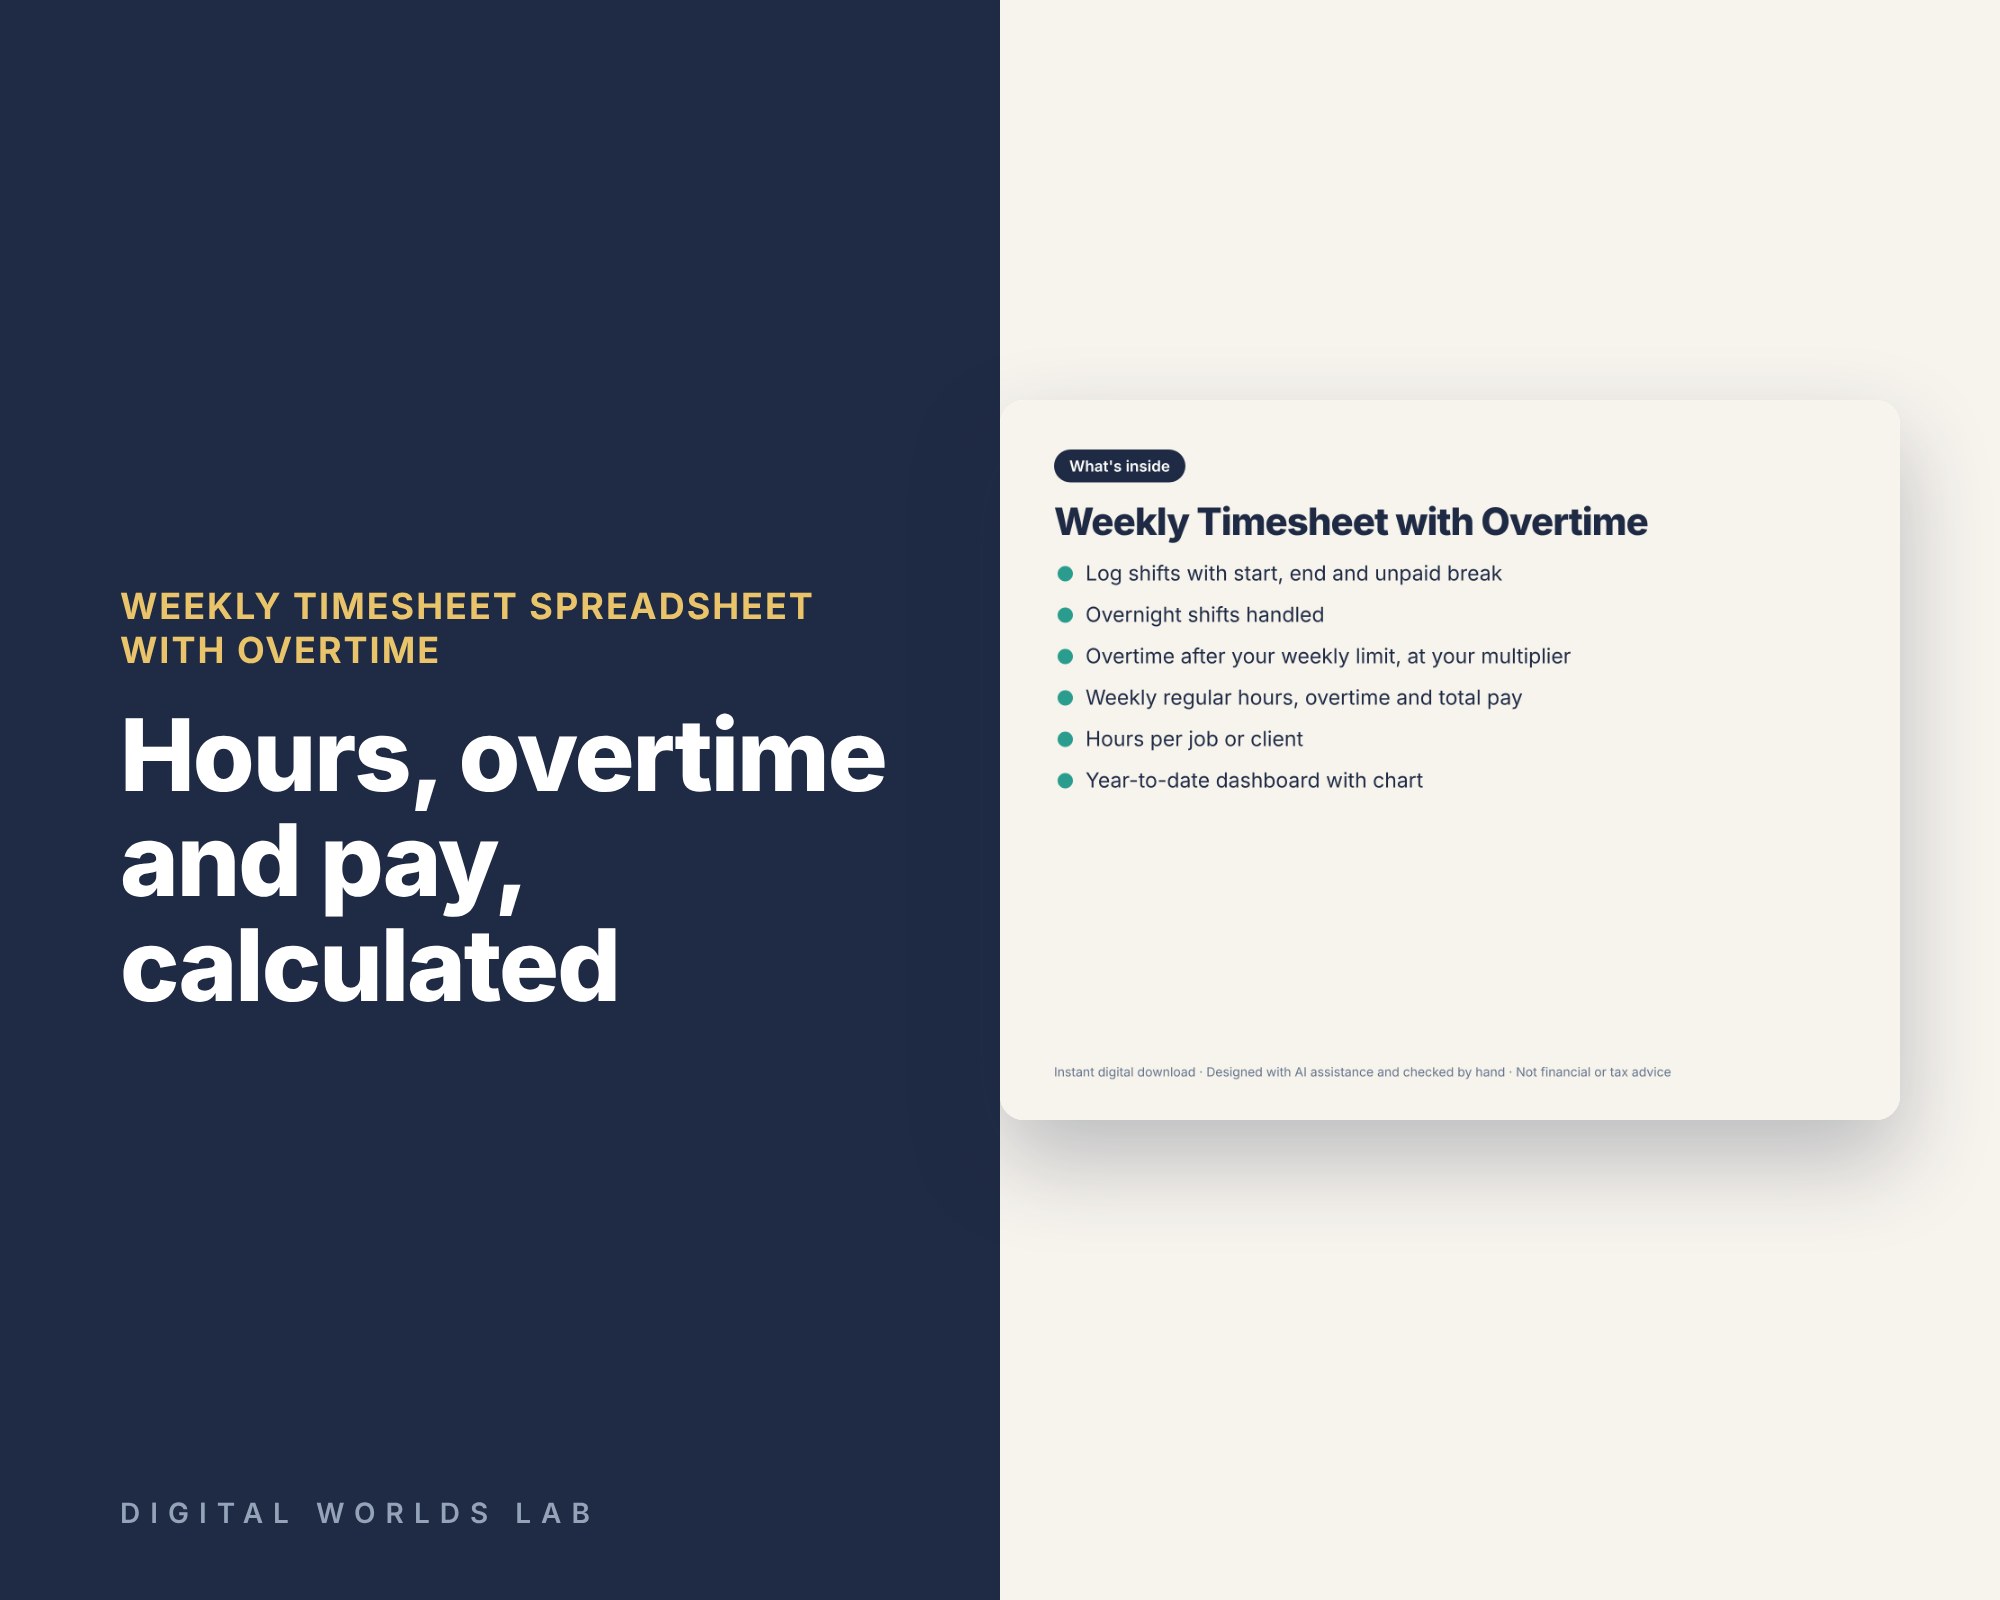 WEEKLY TIMESHEET SPREADSHEET
WITH OVERTIME
Hours, overtime
and pay,
calculated
DIGITAL WORLDS LAB
What's inside
Weekly Timesheet with Overtime
Log shifts with start, end and unpaid break
Overnight shifts handled
Overtime after your weekly limit, at your multiplier
Weekly regular hours, overtime and total pay
Hours per job or client
Year-to-date dashboard with chart
Instant digital download · Designed with AI assistance and checked by hand · Not financial or tax advice